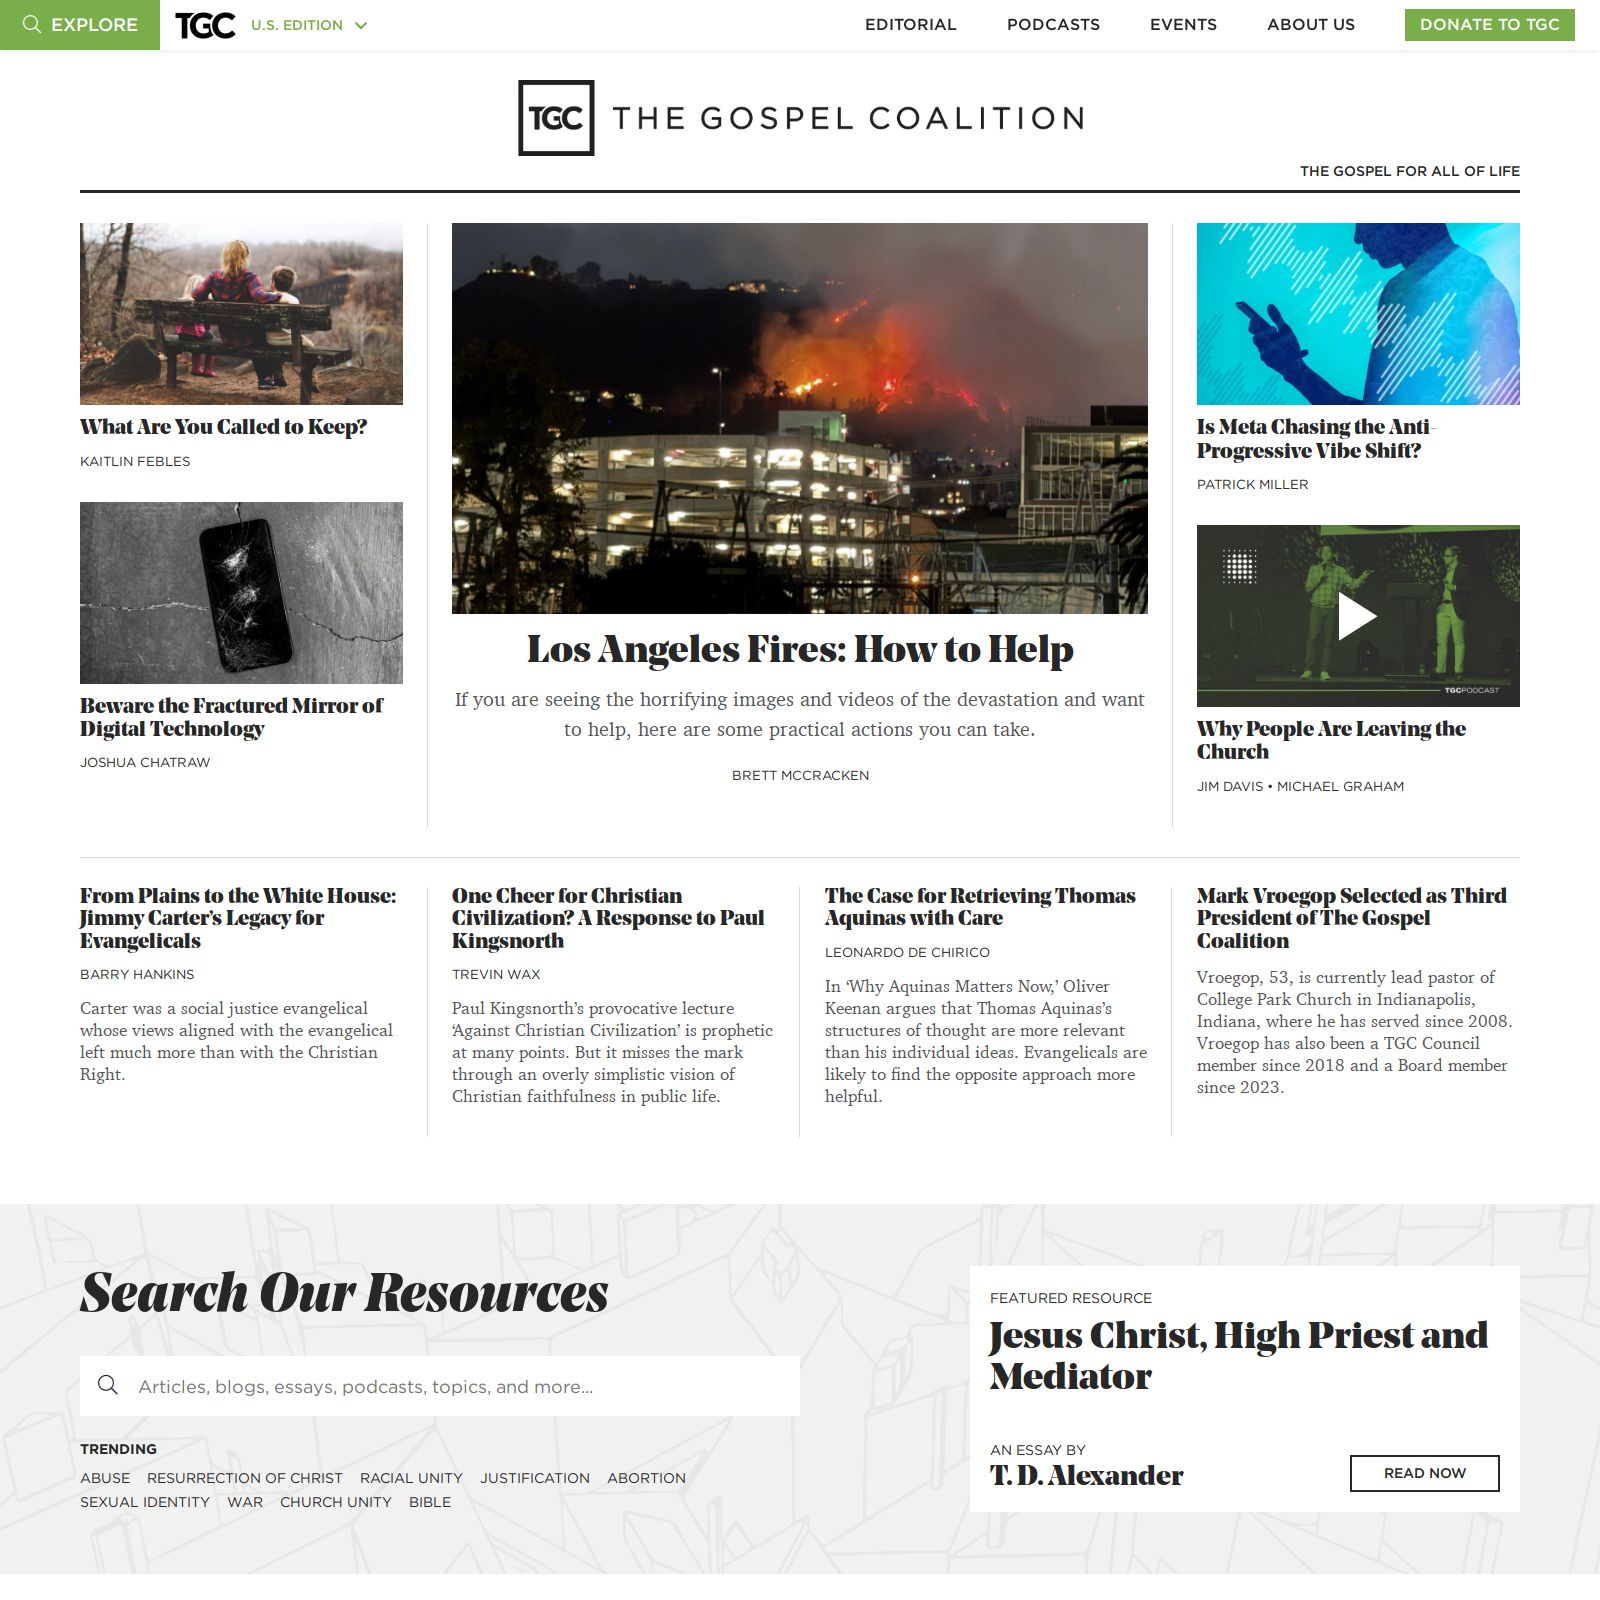 EXPLORE
TGC
U.S. EDITION
EDITORIAL
PODCASTS
EVENTS
ABOUT US
DONATE TO TGC
TGC
THE GOSPEL COALITION
THE GOSPEL FOR ALL OF LIFE
What Are You Called to Keep?
KAITLIN FEBLES
Beware the Fractured Mirror of
Digital Technology
JOSHUA CHATRAW
Los Angeles Fires: How to Help
If you are seeing the horrifying images and videos of the devastation and want
to help, here are some practical actions you can take.
BRETT MCCRACKEN
Is Meta Chasing the Anti-
Progressive Vibe Shift?
PATRICK MILLER
TGCPODCAST
Why People Are Leaving the
Church
JIM DAVIS • MICHAEL GRAHAM
From Plains to the White House:
Jimmy Carter’s Legacy for
Evangelicals
BARRY HANKINS
Carter was a social justice evangelical
whose views aligned with the evangelical
left much more than with the Christian
Right.
One Cheer for Christian
Civilization? A Response to Paul
Kingsnorth
TREVIN WAX
Paul Kingsnorth’s provocative lecture
‘Against Christian Civilization’ is prophetic
at many points. But it misses the mark
through an overly simplistic vision of
Christian faithfulness in public life.
The Case for Retrieving Thomas
Aquinas with Care
LEONARDO DE CHIRICO
In ‘Why Aquinas Matters Now,’ Oliver
Keenan argues that Thomas Aquinas’s
structures of thought are more relevant
than his individual ideas. Evangelicals are
likely to find the opposite approach more
helpful.
Mark Vroegop Selected as Third
President of The Gospel
Coalition
Vroegop, 53, is currently lead pastor of
College Park Church in Indianapolis,
Indiana, where he has served since 2008.
Vroegop has also been a TGC Council
member since 2018 and a Board member
since 2023.
Search Our Resources
Articles, blogs, essays, podcasts, topics, and more...
TRENDING
ABUSE RESURRECTION OF CHRIST RACIAL UNITY JUSTIFICATION ABORTION
SEXUAL IDENTITY WAR CHURCH UNITY BIBLE
FEATURED RESOURCE
Jesus Christ, High Priest and
Mediator
AN ESSAY BY
T. D. Alexander
READ NOW